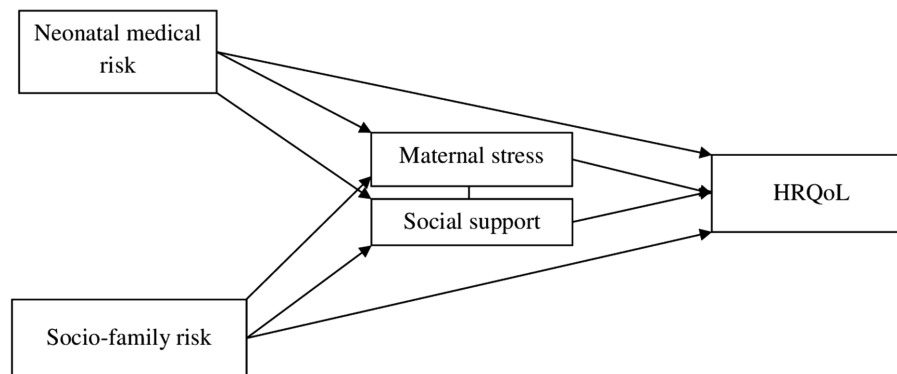 Neonatal medical
risk
Maternal stress
Social support
HRQoL
Socio-family risk